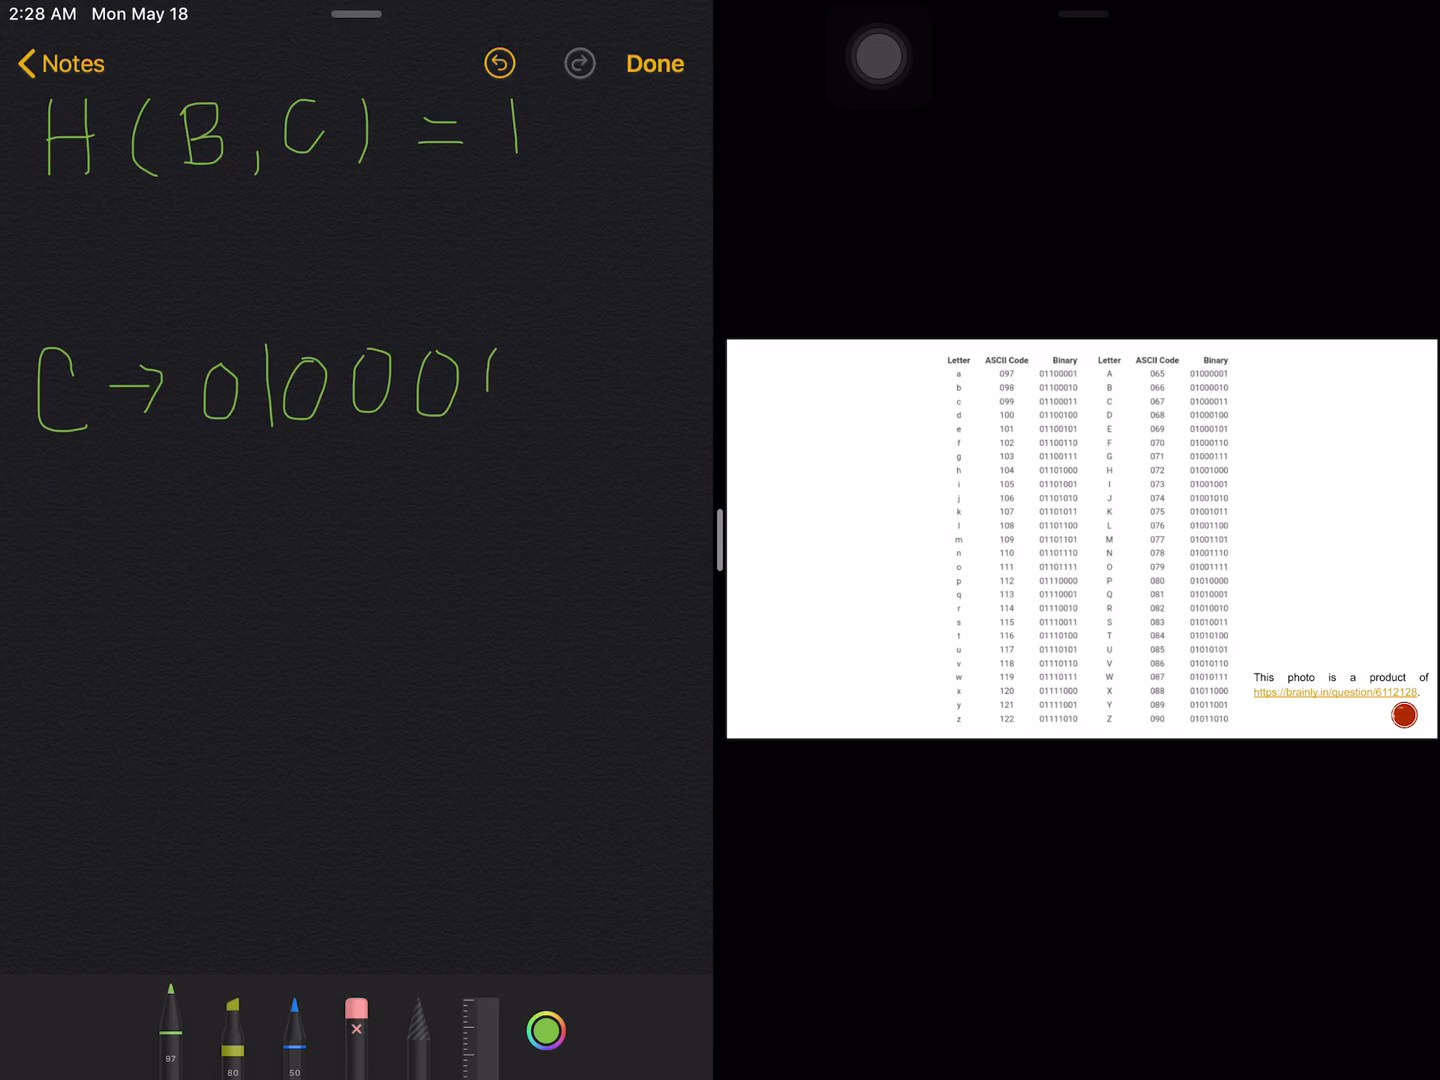 2:28 AM Mon May 18
Notes
Done
H(B,C)=1
C→010001
97
80
50
Letter ASCII Code Binary Letter ASCII Code Binary
a 097 01100001 A 065 01000001
b 098 01100010 B 066 01000010
c 099 01100011 C 067 01000011
d 100 01100100 D 068 01000100
e 101 01100101 E 069 01000101
f 102 01100110 F 070 01000110
g 103 01100111 G 071 01000111
h 104 01101000 H 072 01001000
i 105 01101001 I 073 01001001
j 106 01101010 J 074 01001010
k 107 01101011 K 075 01001011
l 108 01101100 L 076 01001100
m 109 01101101 M 077 01001101
n 110 01101110 N 078 01001110
o 111 01101111 O 079 01001111
p 112 01110000 P 080 01010000
q 113 01110001 Q 081 01010001
r 114 01110010 R 082 01010010
s 115 01110011 S 083 01010011
t 116 01110100 T 084 01010100
u 117 01110101 U 085 01010101
v 118 01110110 V 086 01010110
w 119 01110111 W 087 01010111
x 120 01111000 X 088 01011000
y 121 01111001 Y 089 01011001
z 122 01111010 Z 090 01011010
This photo is a product of
https://brainly.in/question/6112128.